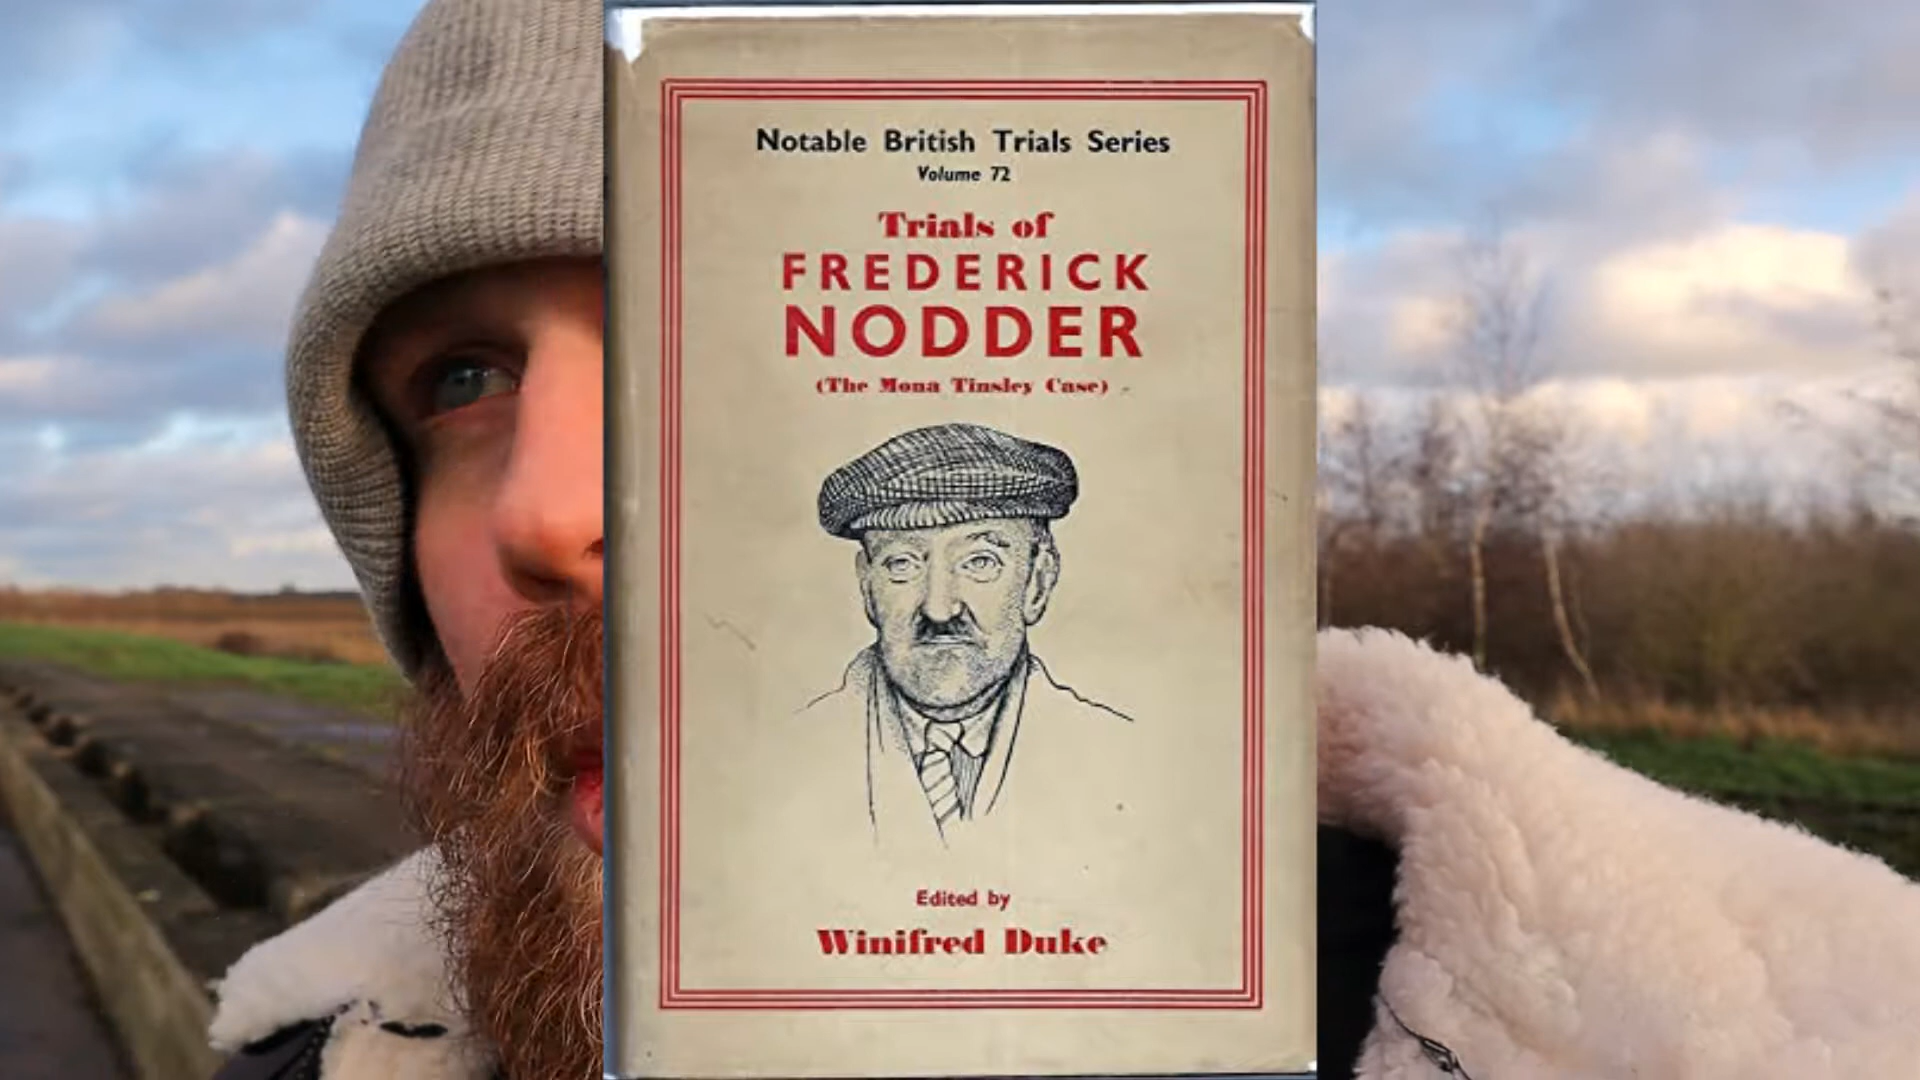 Notable British Trials Series
Volume 72
Trials of
FREDERICK
NODDER
(The Mona Tinsley Case)
Edited by
Winifred Duke